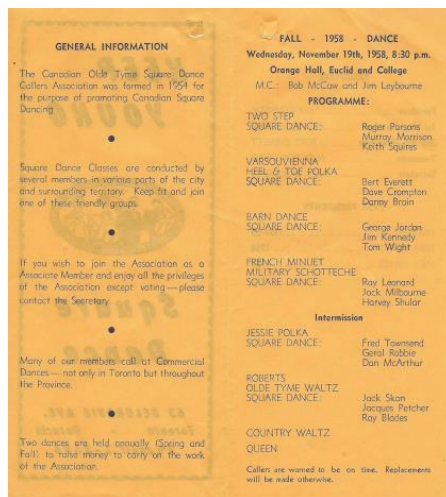 GENERAL INFORMATION
The Canadian Olde Tyme Square Dance
Callers Association was formed in 1954 for
the purpose of promoting Canadian Square
Dancing.
Square Dance Classes are conducted by
several members in various parts of the city
and surrounding territory. Keep fit and join
one of these friendly groups.
If you wish to join the Association as a
Associate Member and enjoy all the privileges
of the Association except voting — please
contact the Secretary.
Many of our members call at Commercial
Dances — not only in Toronto but throughout
the Province.
Two dances are held annually (Spring and
Fall) to raise money to carry on the work
of the Association.
FALL - 1958 - DANCE
Wednesday, November 19th, 1958, 8:30 p.m.
Orange Hall, Euclid and College
M.C.: Bob McCaw and Jim Leybourne
PROGRAMME:
TWO STEP
SQUARE DANCE: Roger Parsons
Murray Morrison
Keith Squires
VARSOUVIENNA
HEEL & TOE POLKA
SQUARE DANCE: Bert Everett
Dave Crompton
Danny Brain
BARN DANCE
SQUARE DANCE: George Jordan
Jim Kennedy
Tom Wight
FRENCH MINUET
MILITARY SCHOTTECHE
SQUARE DANCE: Ray Leonard
Jack Milbourne
Harvey Shular
Intermission
JESSIE POLKA
SQUARE DANCE: Fred Townsend
Geral Robbie
Dan McArthur
ROBERTS
OLDE TYME WALTZ
SQUARE DANCE: Jack Skan
Jacques Petcher
Ray Blades
COUNTRY WALTZ
QUEEN
Callers are warned to be on time. Replacements
will be made otherwise.